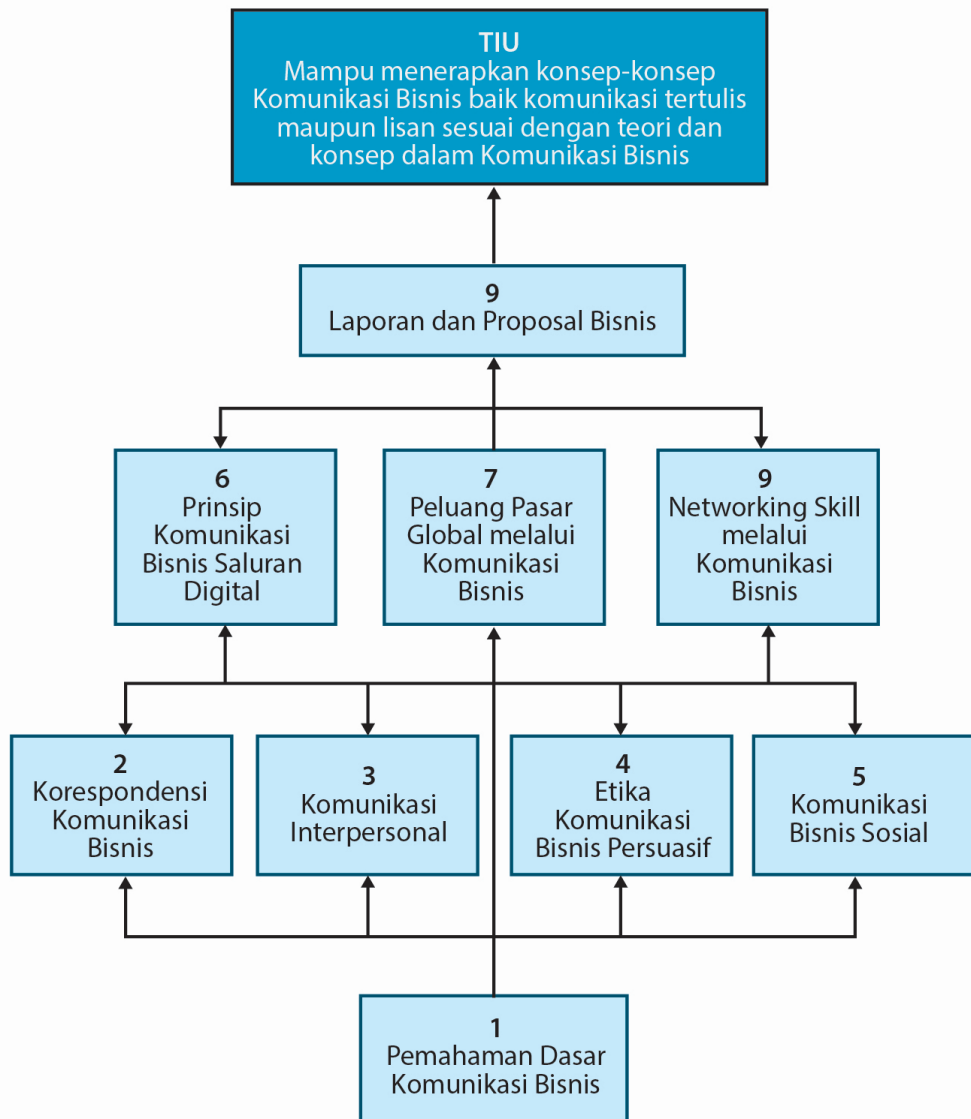 TIU
Mampu menerapkan konsep-konsep
Komunikasi Bisnis baik komunikasi tertulis
maupun lisan sesuai dengan teori dan
konsep dalam Komunikasi Bisnis
9
Laporan dan Proposal Bisnis
6
Prinsip
Komunikasi
Bisnis Saluran
Digital
7
Peluang Pasar
Global melalui
Komunikasi
Bisnis
9
Networking Skill
melalui
Komunikasi
Bisnis
2
Korespondensi
Komunikasi
Bisnis
3
Komunikasi
Interpersonal
4
Etika
Komunikasi
Bisnis Persuasif
5
Komunikasi
Bisnis Sosial
1
Pemahaman Dasar
Komunikasi Bisnis